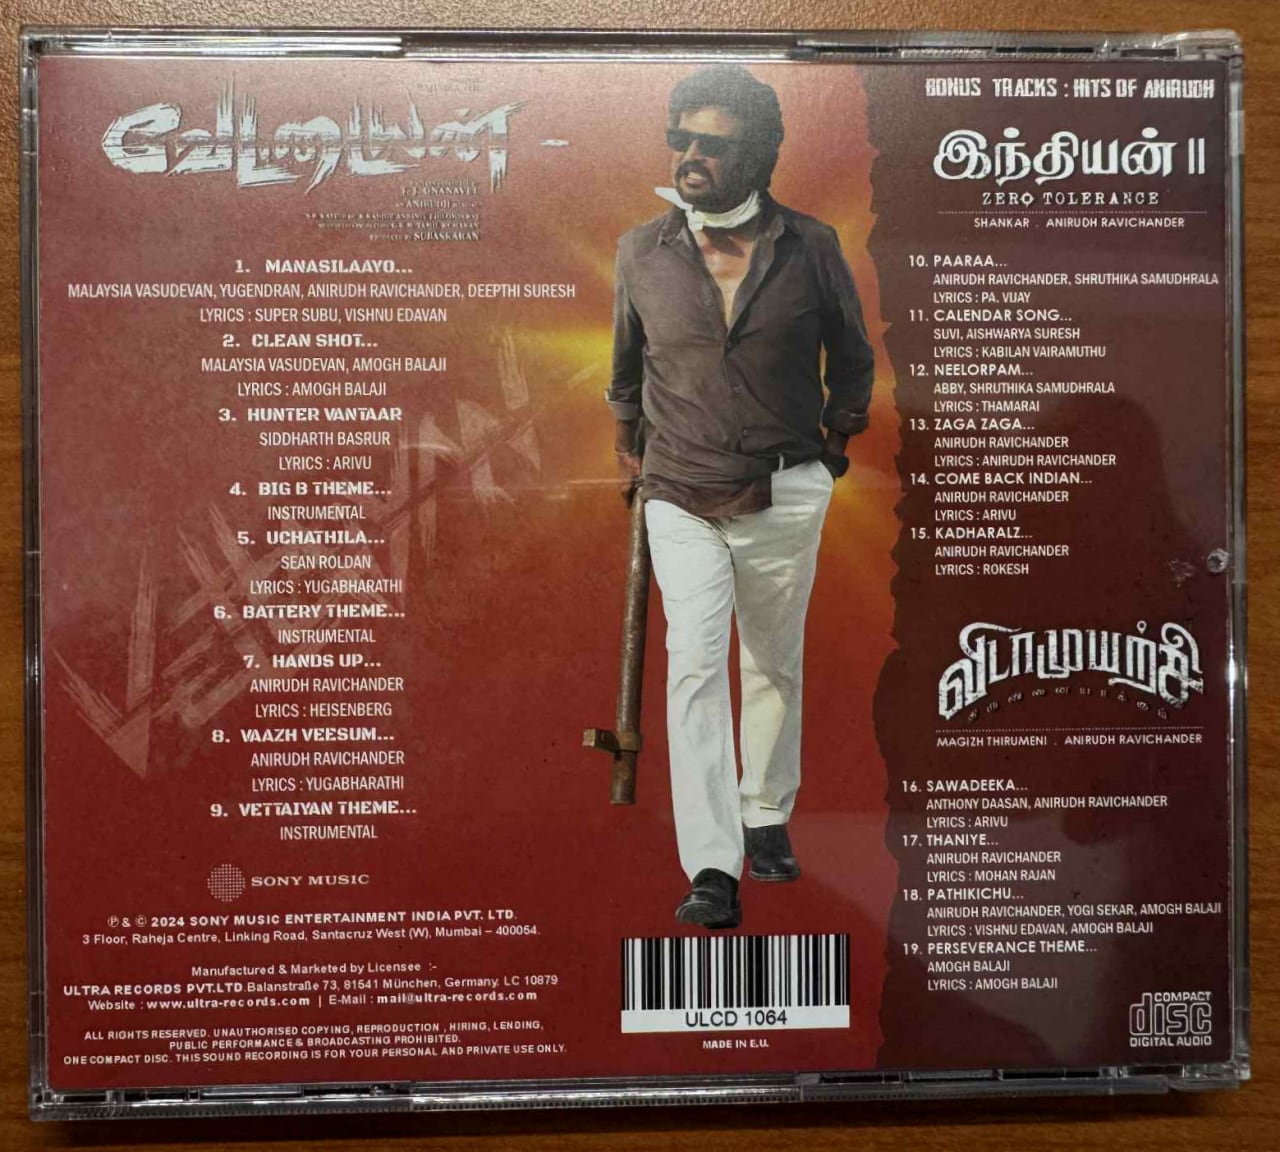 வேட்டையன்
T.J. GNANAVEL
ANIRUDH
SUBASKARAN
1. MANASILAAYO...
MALAYSIA VASUDEVAN, YUGENDRAN, ANIRUDH RAVICHANDER, DEEPTHI SURESH
LYRICS : SUPER SUBU, VISHNU EDAVAN
2. CLEAN SHOT...
MALAYSIA VASUDEVAN, AMOGH BALAJI
LYRICS : AMOGH BALAJI
3. HUNTER VANTAAR
SIDDHARTH BASRUR
LYRICS : ARIVU
4. BIG B THEME...
INSTRUMENTAL
5. UCHATHILA...
SEAN ROLDAN
LYRICS : YUGABHARATHI
6. BATTERY THEME...
INSTRUMENTAL
7. HANDS UP...
ANIRUDH RAVICHANDER
LYRICS : HEISENBERG
8. VAAZH VEESUM...
ANIRUDH RAVICHANDER
LYRICS : YUGABHARATHI
9. VETTAIYAN THEME...
INSTRUMENTAL
SONY MUSIC
℗ & © 2024 SONY MUSIC ENTERTAINMENT INDIA PVT. LTD.
3 Floor, Raheja Centre, Linking Road, Santacruz West (W), Mumbai – 400054.
Manufactured & Marketed by Licensee :-
ULTRA RECORDS PVT.LTD.Balanstraße 73, 81541 München, Germany. LC 10879
Website : www.ultra-records.com | E-Mail : mail@ultra-records.com
ALL RIGHTS RESERVED. UNAUTHORISED COPYING, REPRODUCTION , HIRING, LENDING,
PUBLIC PERFORMANCE & BROADCASTING PROHIBITED.
ONE COMPACT DISC. THIS SOUND RECORDING IS FOR YOUR PERSONAL AND PRIVATE USE ONLY.
ULCD 1064
MADE IN E.U.
BONUS TRACKS : HITS OF ANIRUDH
இந்தியன் II
ZERO TOLERANCE
SHANKAR . ANIRUDH RAVICHANDER
10. PAARAA...
ANIRUDH RAVICHANDER, SHRUTHIKA SAMUDHRALA
LYRICS : PA. VIJAY
11. CALENDAR SONG...
SUVI, AISHWARYA SURESH
LYRICS : KABILAN VAIRAMUTHU
12. NEELORPAM...
ABBY, SHRUTHIKA SAMUDHRALA
LYRICS : THAMARAI
13. ZAGA ZAGA...
ANIRUDH RAVICHANDER
LYRICS : ANIRUDH RAVICHANDER
14. COME BACK INDIAN...
ANIRUDH RAVICHANDER
LYRICS : ARIVU
15. KADHARALZ...
ANIRUDH RAVICHANDER
LYRICS : ROKESH
விடாமுயற்சி
திருவினையாக்கும்
MAGIZH THIRUMENI . ANIRUDH RAVICHANDER
16. SAWADEEKA...
ANTHONY DAASAN, ANIRUDH RAVICHANDER
LYRICS : ARIVU
17. THANIYE...
ANIRUDH RAVICHANDER
LYRICS : MOHAN RAJAN
18. PATHIKICHU...
ANIRUDH RAVICHANDER, YOGI SEKAR, AMOGH BALAJI
LYRICS : VISHNU EDAVAN, AMOGH BALAJI
19. PERSEVERANCE THEME...
AMOGH BALAJI
LYRICS : AMOGH BALAJI
COMPACT
disc
DIGITAL AUDIO